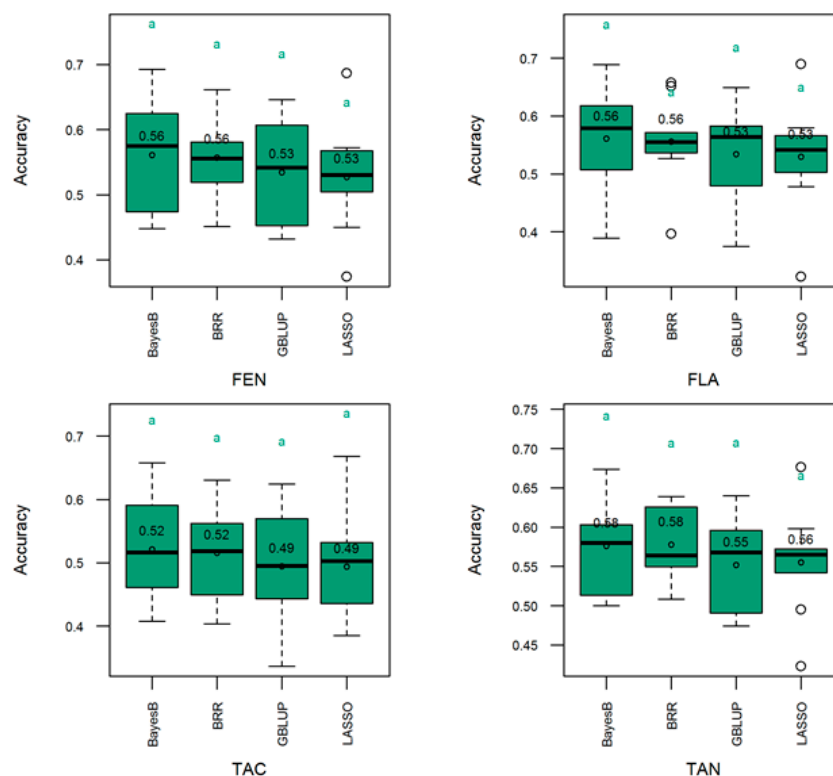 a
a
a
a
0.56
0.56
0.53
0.53
0.7
0.6
0.5
0.4
Accuracy
BayesB
BRR
GBLUP
LASSO
FEN
a
a
a
a
0.56
0.56
0.53
0.53
0.7
0.6
0.5
0.4
Accuracy
BayesB
BRR
GBLUP
LASSO
FLA
a
a
a
a
0.52
0.52
0.49
0.49
0.7
0.6
0.5
0.4
Accuracy
BayesB
BRR
GBLUP
LASSO
TAC
a
a
a
a
0.58
0.58
0.55
0.56
0.75
0.70
0.65
0.60
0.55
0.50
0.45
Accuracy
BayesB
BRR
GBLUP
LASSO
TAN